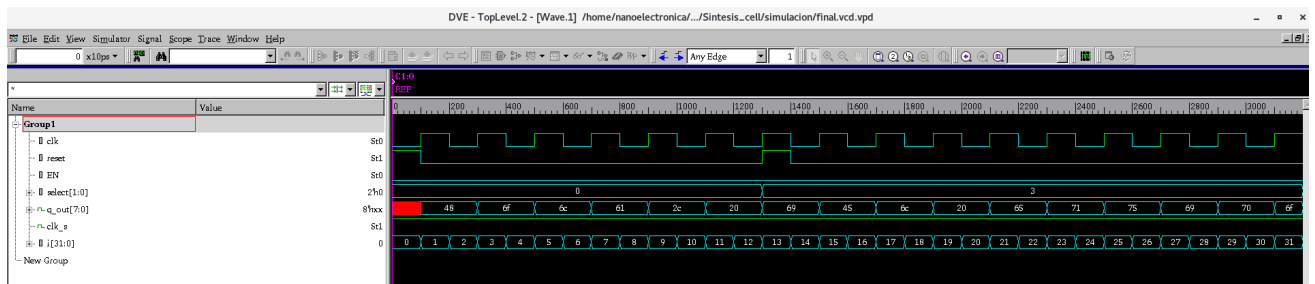 DVE - TopLevel.2 - [Wave.1] /home/nanoelectronica/.../Sintesis_cell/simulacion/final.vcd.vpd
File Edit View Simulator Signal Scope Trace Window Help
0 x10ps Any Edge 1
* C1:0
REF
Name Value 0 200 400 600 800 1000 1200 1400 1600 1800 2000 2200 2400 2600 2800 3000
Group1
clk St0
reset St1
EN St0
select[1:0] 2'h0 0 3
q_out[7:0] 8'hxx 48 6f 6c 61 2c 20 69 45 6c 20 65 71 75 69 70 6f
clk_s St1
i[31:0] 0 0 1 2 3 4 5 6 7 8 9 10 11 12 13 14 15 16 17 18 19 20 21 22 23 24 25 26 27 28 29 30 31
New Group